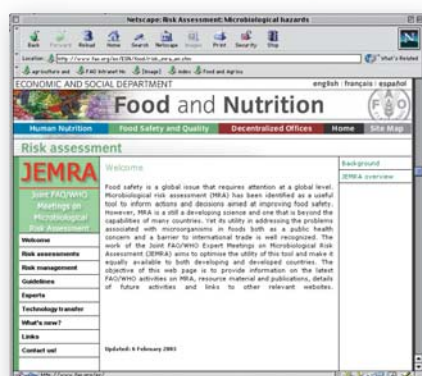 Netscape: Risk Assessment: Microbiological hazards
Back Forward Reload Home Search Netscape Images Print Security Stop
Location: What's Related
ECONOMIC AND SOCIAL DEPARTMENT english | français | español
Food and Nutrition
Human Nutrition Food Safety and Quality Decentralized Offices Home Site Map
Risk assessment
JEMRA
Joint FAO/WHO
Meetings on
Microbiological
Risk Assessment
Welcome
Risk assessments
Risk management
Guidelines
Experts
Technology transfer
What's new?
Links
Contact us!
Welcome
Food safety is a global issue that requires attention at a global level.
Microbiological risk assessment (MRA) has been identified as a useful
tool to inform actions and decisions aimed at improving food safety.
However, MRA is still a developing science and one that is beyond the
capabilities of many countries. Yet its utility in addressing the problems
associated with microorganisms in foods both as a public health
concern and a barrier to international trade is well recognized. The
work of the Joint FAO/WHO Expert Meetings on Microbiological Risk
Assessment (JEMRA) aims to optimise the utility of this tool and make it
equally available to both developing and developed countries. The
objective of this web page is to provide information on the latest
FAO/WHO activities on MRA, resource material and publications, details
of future activities and links to other relevant websites.
Updated: 6 February 2003
Background
JEMRA overview